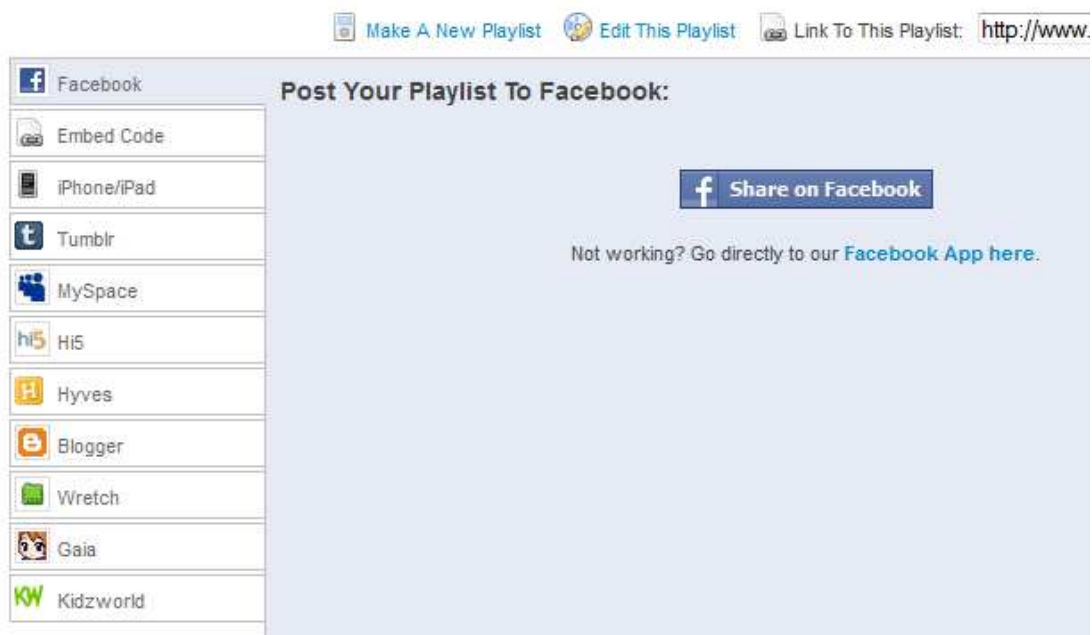 Make A New Playlist Edit This Playlist Link To This Playlist: http://www.
Facebook
Post Your Playlist To Facebook:
Embed Code
iPhone/iPad
f Share on Facebook
Tumblr
t
Not working? Go directly to our Facebook App here.
MySpace
hi5 Hi5
H Hyves
B Blogger
Wretch
Gaia
KW Kidzworld